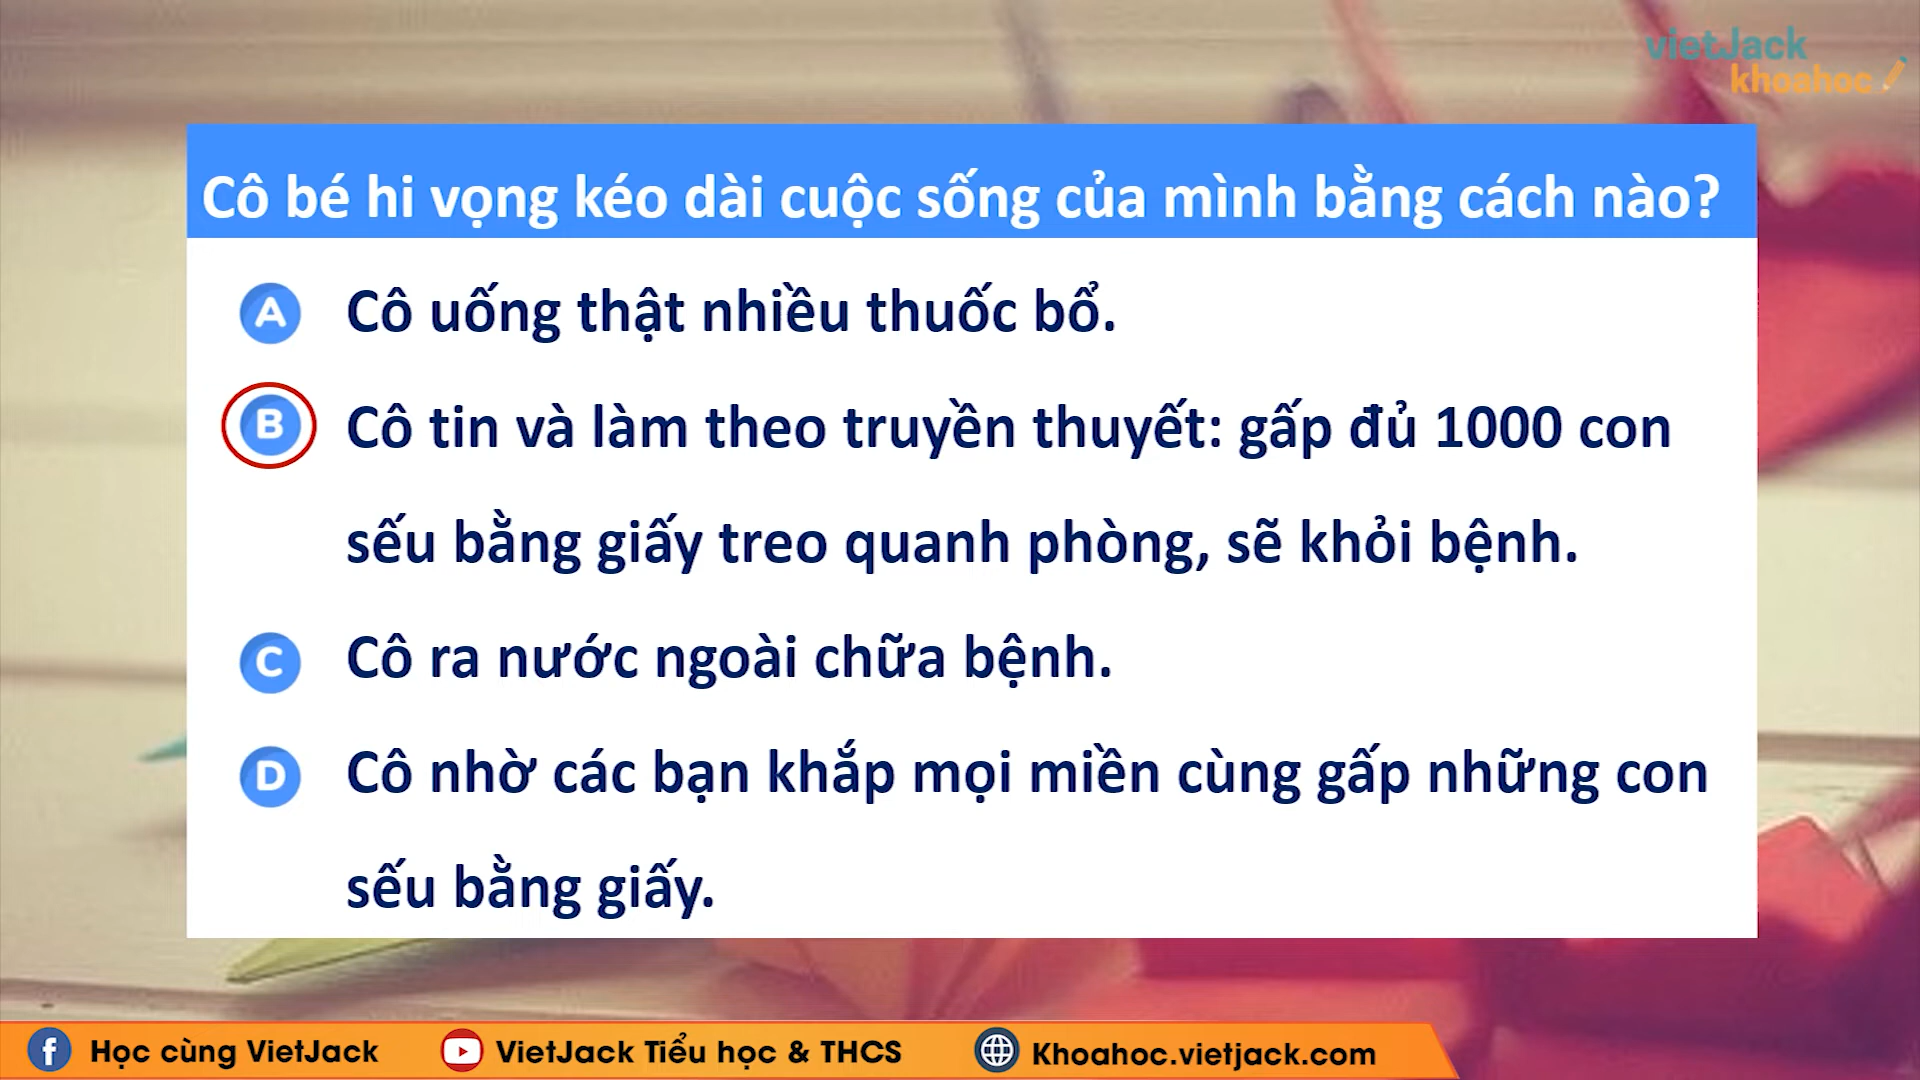 vietJack
khoahoc
Cô bé hi vọng kéo dài cuộc sống của mình bằng cách nào?
A Cô uống thật nhiều thuốc bổ.
B Cô tin và làm theo truyền thuyết: gấp đủ 1000 con
sếu bằng giấy treo quanh phòng, sẽ khỏi bệnh.
C Cô ra nước ngoài chữa bệnh.
D Cô nhờ các bạn khắp mọi miền cùng gấp những con
sếu bằng giấy.
f Học cùng VietJack VietJack Tiểu học & THCS Khoahoc.vietjack.com